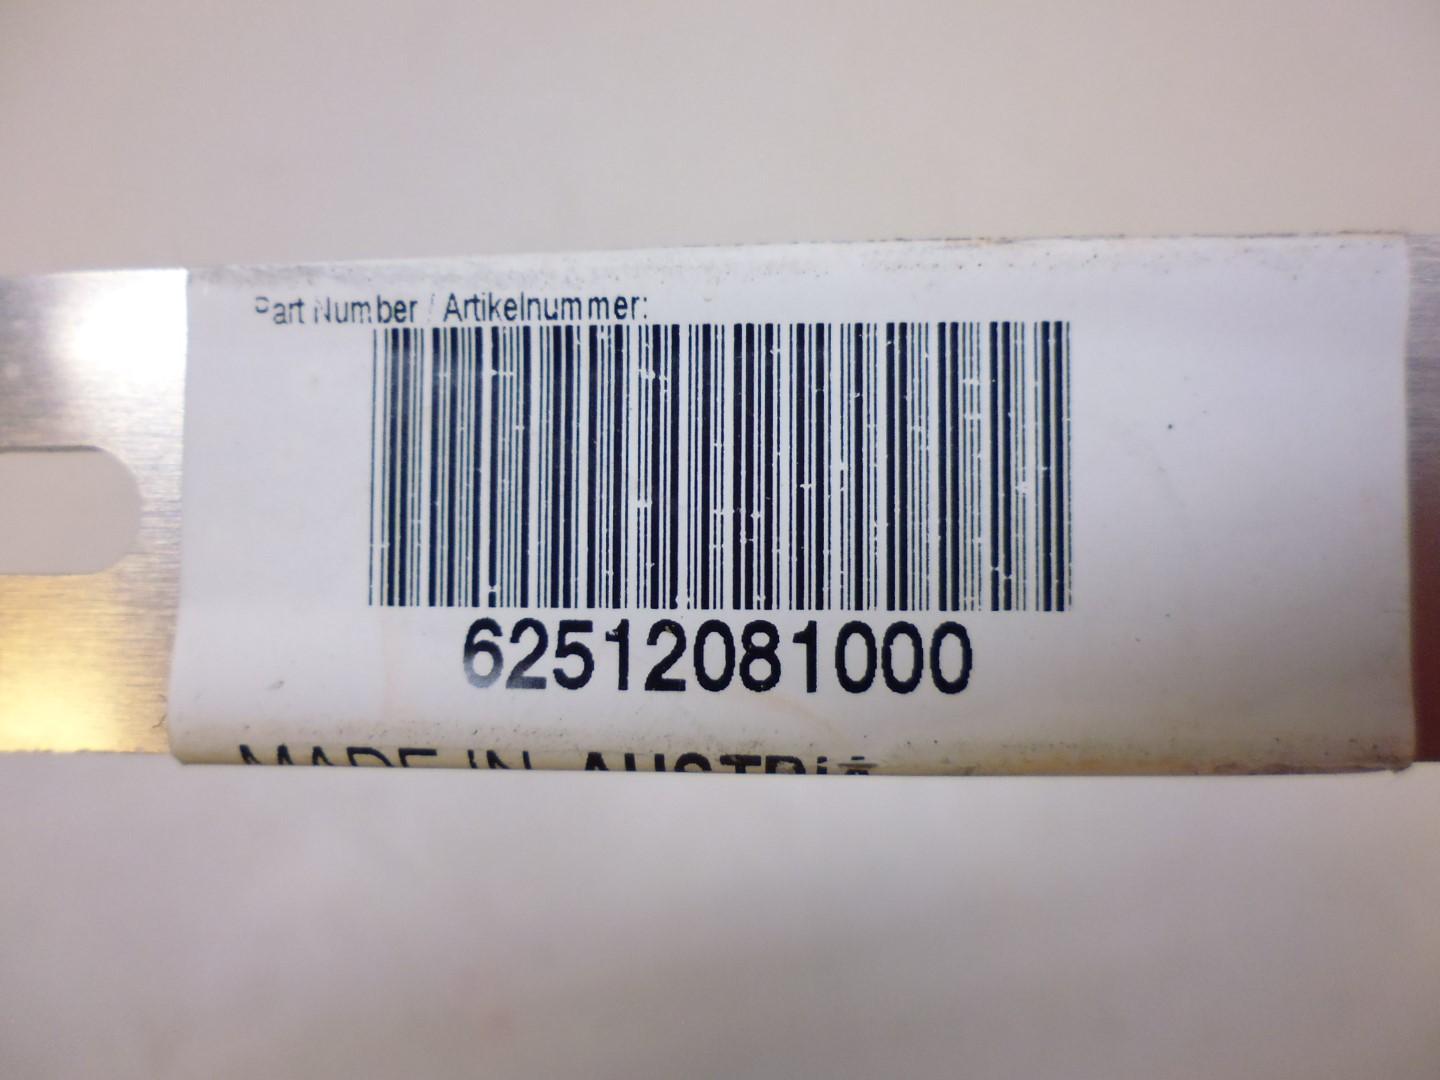 Part Number / Artikelnummer:
62512081000
MADE IN AUSTRIA